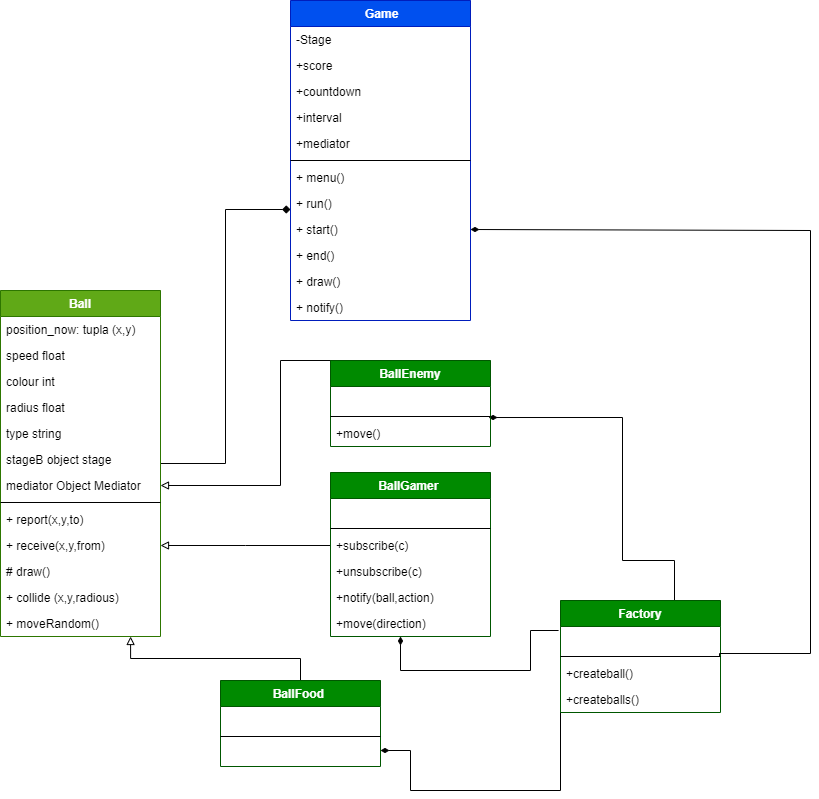 Game
-Stage
+score
+countdown
+interval
+mediator
+ menu()
+ run()
+ start()
+ end()
+ draw()
+ notify()
Ball
position_now: tupla (x,y)
speed float
colour int
radius float
type string
stageB object stage
mediator Object Mediator
+ report(x,y,to)
+ receive(x,y,from)
# draw()
+ collide (x,y,radious)
+ moveRandom()
BallEnemy
+move()
BallGamer
+subscribe(c)
+unsubscribe(c)
+notify(ball,action)
+move(direction)
Factory
+createball()
+createballs()
BallFood